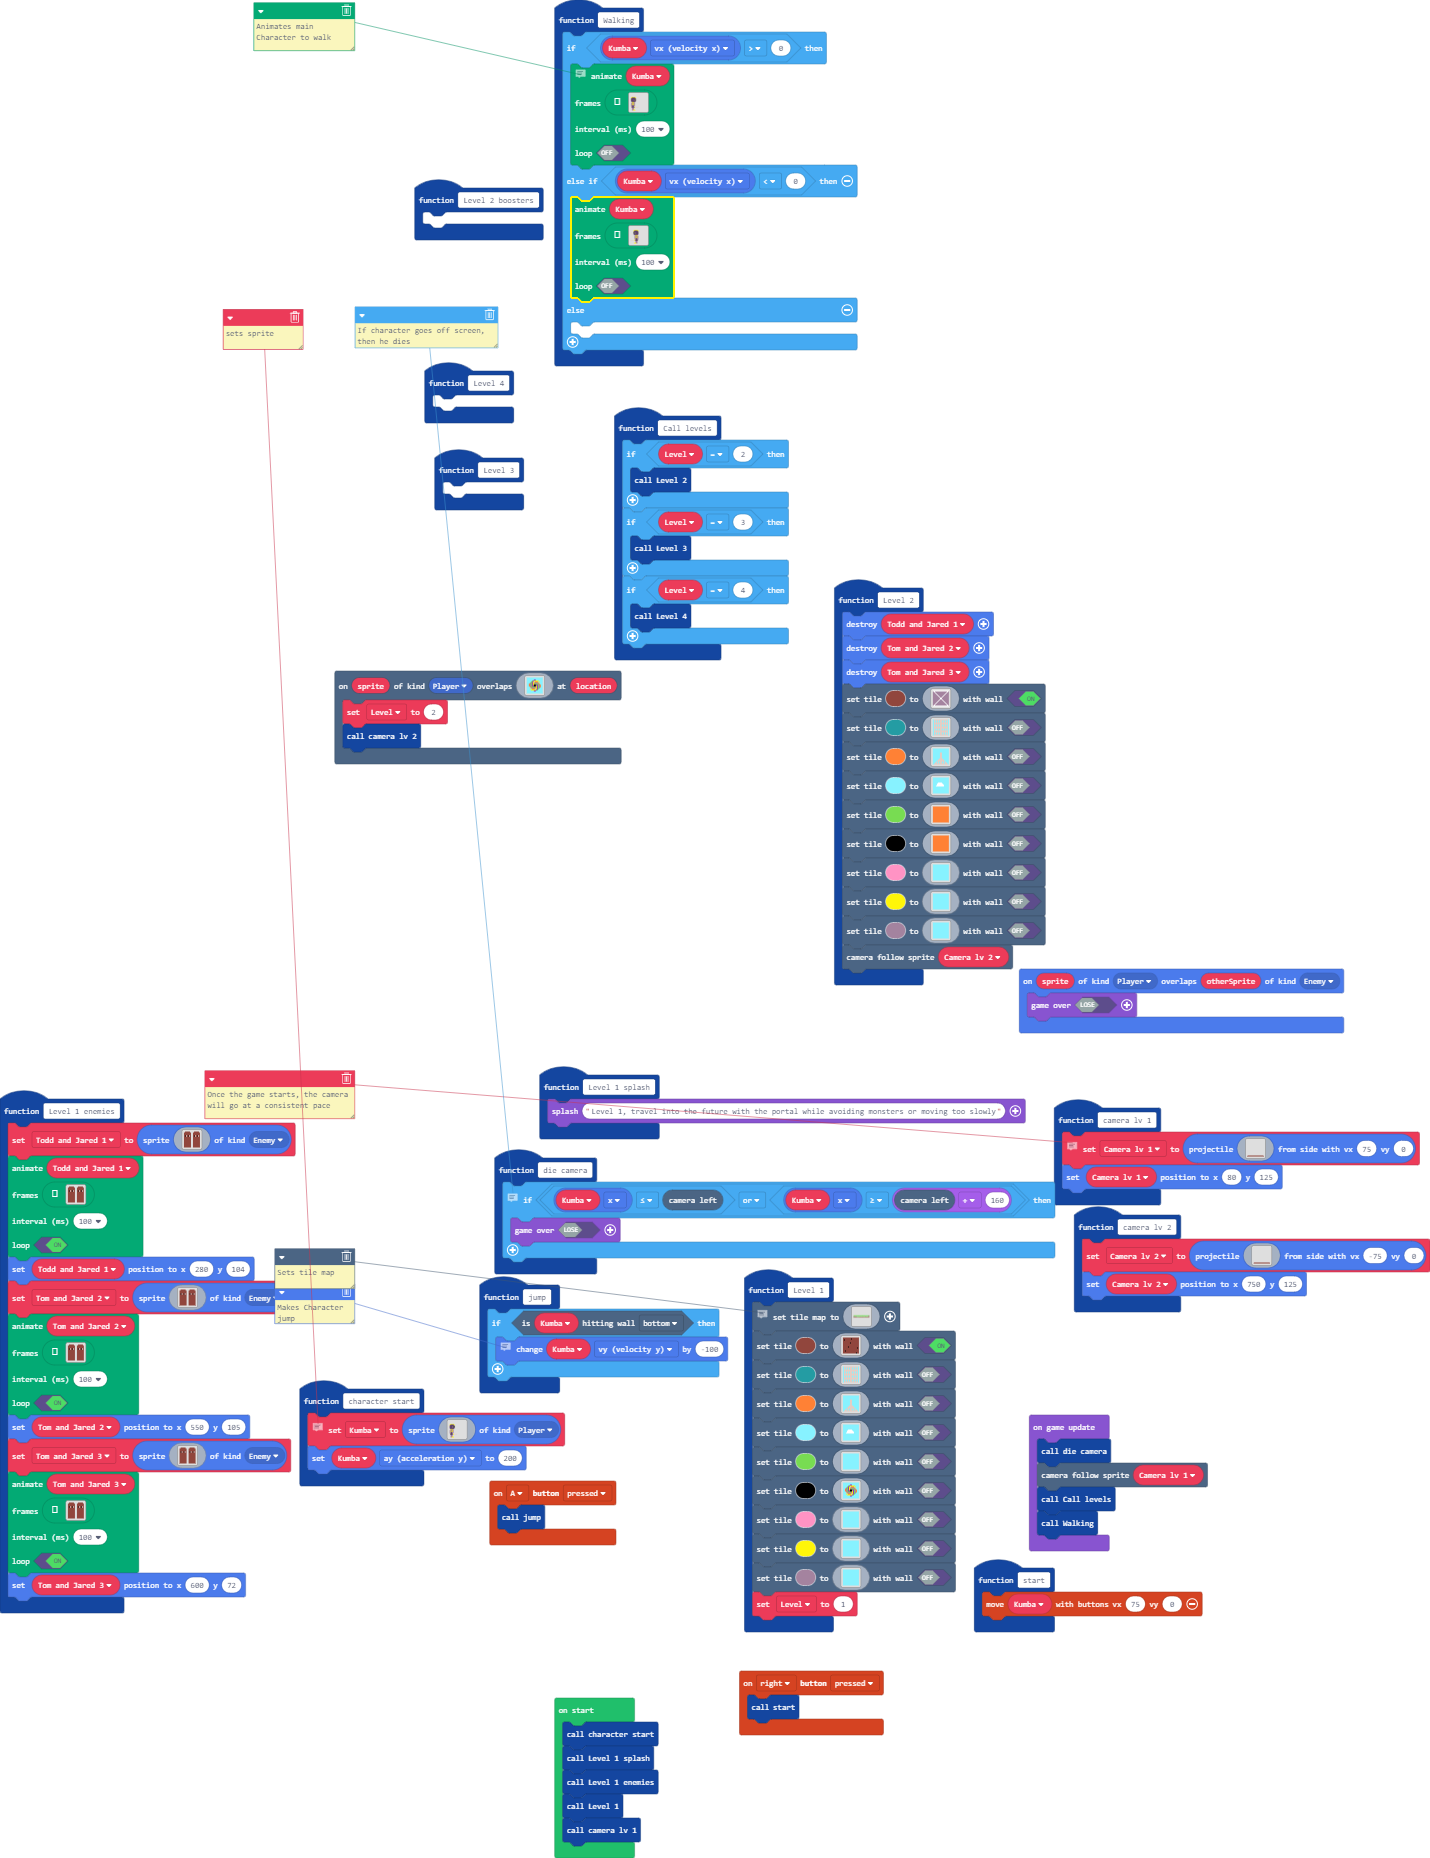 Animates main
Character to walk
function Walking
if Kumba vx (velocity x) > 0 then
animate Kumba
frames
interval (ms) 100
loop OFF
else if Kumba vx (velocity x) < 0 then
animate Kumba
frames
interval (ms) 100
loop OFF
else
function Level 2 boosters
sets sprite
If character goes off screen,
then he dies
function Level 4
function Level 3
function Call levels
if Level = 2 then
call Level 2
if Level = 3 then
call Level 3
if Level = 4 then
call Level 4
function Level 2
destroy Todd and Jared 1
destroy Tom and Jared 2
destroy Tom and Jared 3
set tile to with wall ON
set tile to with wall OFF
set tile to with wall OFF
set tile to with wall OFF
set tile to with wall OFF
set tile to with wall OFF
set tile to with wall OFF
set tile to with wall OFF
set tile to with wall OFF
camera follow sprite Camera lv 2
on sprite of kind Player overlaps at location
set Level to 2
call camera lv 2
on sprite of kind Player overlaps otherSprite of kind Enemy
game over LOSE
Once the game starts, the camera
will go at a consistent pace
function Level 1 splash
splash "Level 1, travel into the future with the portal while avoiding monsters or moving too slowly"
function camera lv 1
set Camera lv 1 to projectile from side with vx 75 vy 0
set Camera lv 1 position to x 80 y 125
function camera lv 2
set Camera lv 2 to projectile from side with vx -75 vy 0
set Camera lv 2 position to x 750 y 125
function Level 1 enemies
set Todd and Jared 1 to sprite of kind Enemy
animate Todd and Jared 1
frames
interval (ms) 100
loop ON
set Todd and Jared 1 position to x 280 y 104
set Tom and Jared 2 to sprite of kind Enemy
animate Tom and Jared 2
frames
interval (ms) 100
loop ON
set Tom and Jared 2 position to x 550 y 105
set Tom and Jared 3 to sprite of kind Enemy
animate Tom and Jared 3
frames
interval (ms) 100
loop ON
set Tom and Jared 3 position to x 600 y 72
function die camera
if Kumba x ≤ camera left or Kumba x ≥ camera left + 160 then
game over LOSE
Sets tile map
Makes Character
jump
function jump
if is Kumba hitting wall bottom then
change Kumba vy (velocity y) by -100
function character start
set Kumba to sprite of kind Player
set Kumba ay (acceleration y) to 200
on A button pressed
call jump
function Level 1
set tile map to
set tile to with wall ON
set tile to with wall OFF
set tile to with wall OFF
set tile to with wall OFF
set tile to with wall OFF
set tile to with wall OFF
set tile to with wall OFF
set tile to with wall OFF
set tile to with wall OFF
set Level to 1
on game update
call die camera
camera follow sprite Camera lv 1
call Call levels
call Walking
function start
move Kumba with buttons vx 75 vy 0
on right button pressed
call start
on start
call character start
call Level 1 splash
call Level 1 enemies
call Level 1
call camera lv 1